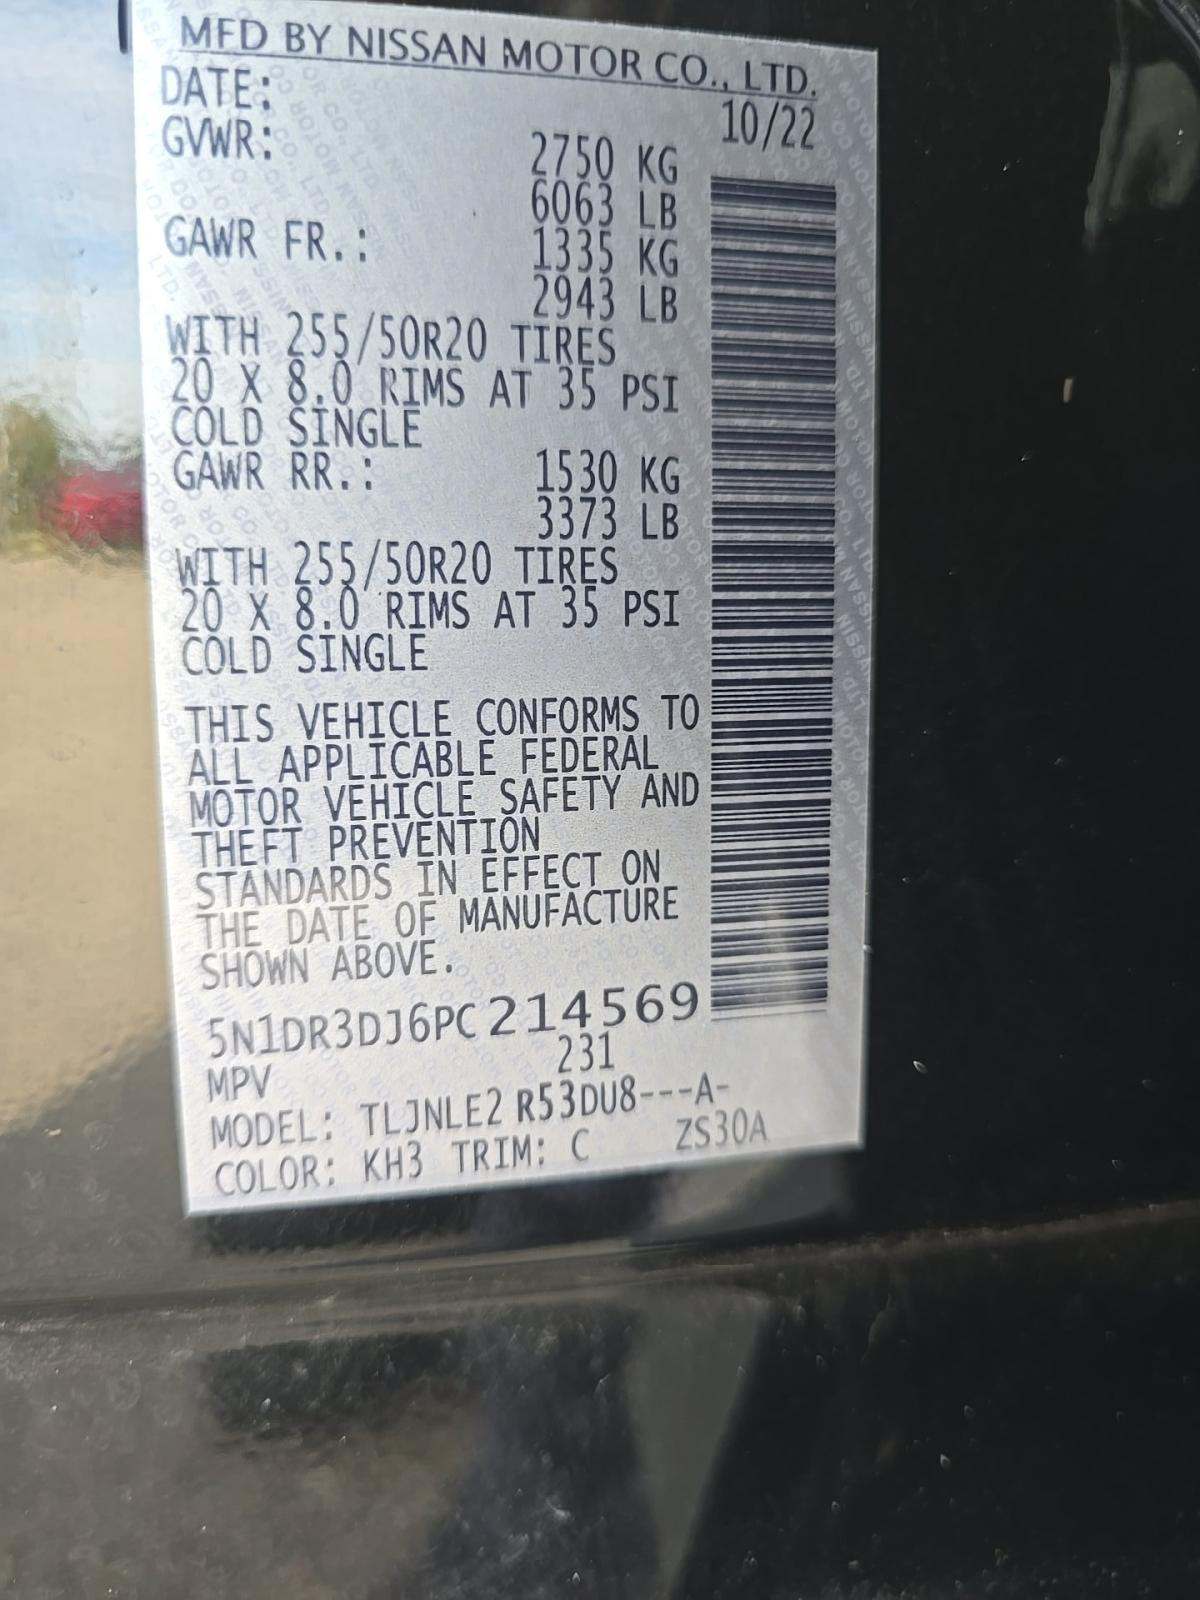 MFD BY NISSAN MOTOR CO., LTD.
DATE: 10/22
GVWR: 2750 KG
6063 LB
GAWR FR.: 1335 KG
2943 LB
WITH 255/50R20 TIRES
20 X 8.0 RIMS AT 35 PSI
COLD SINGLE
GAWR RR.: 1530 KG
3373 LB
WITH 255/50R20 TIRES
20 X 8.0 RIMS AT 35 PSI
COLD SINGLE
THIS VEHICLE CONFORMS TO
ALL APPLICABLE FEDERAL
MOTOR VEHICLE SAFETY AND
THEFT PREVENTION
STANDARDS IN EFFECT ON
THE DATE OF MANUFACTURE
SHOWN ABOVE.
5N1DR3DJ6PC214569
MPV 231
MODEL: TLJNLE2 R53DU8---A-
COLOR: KH3 TRIM: C ZS30A